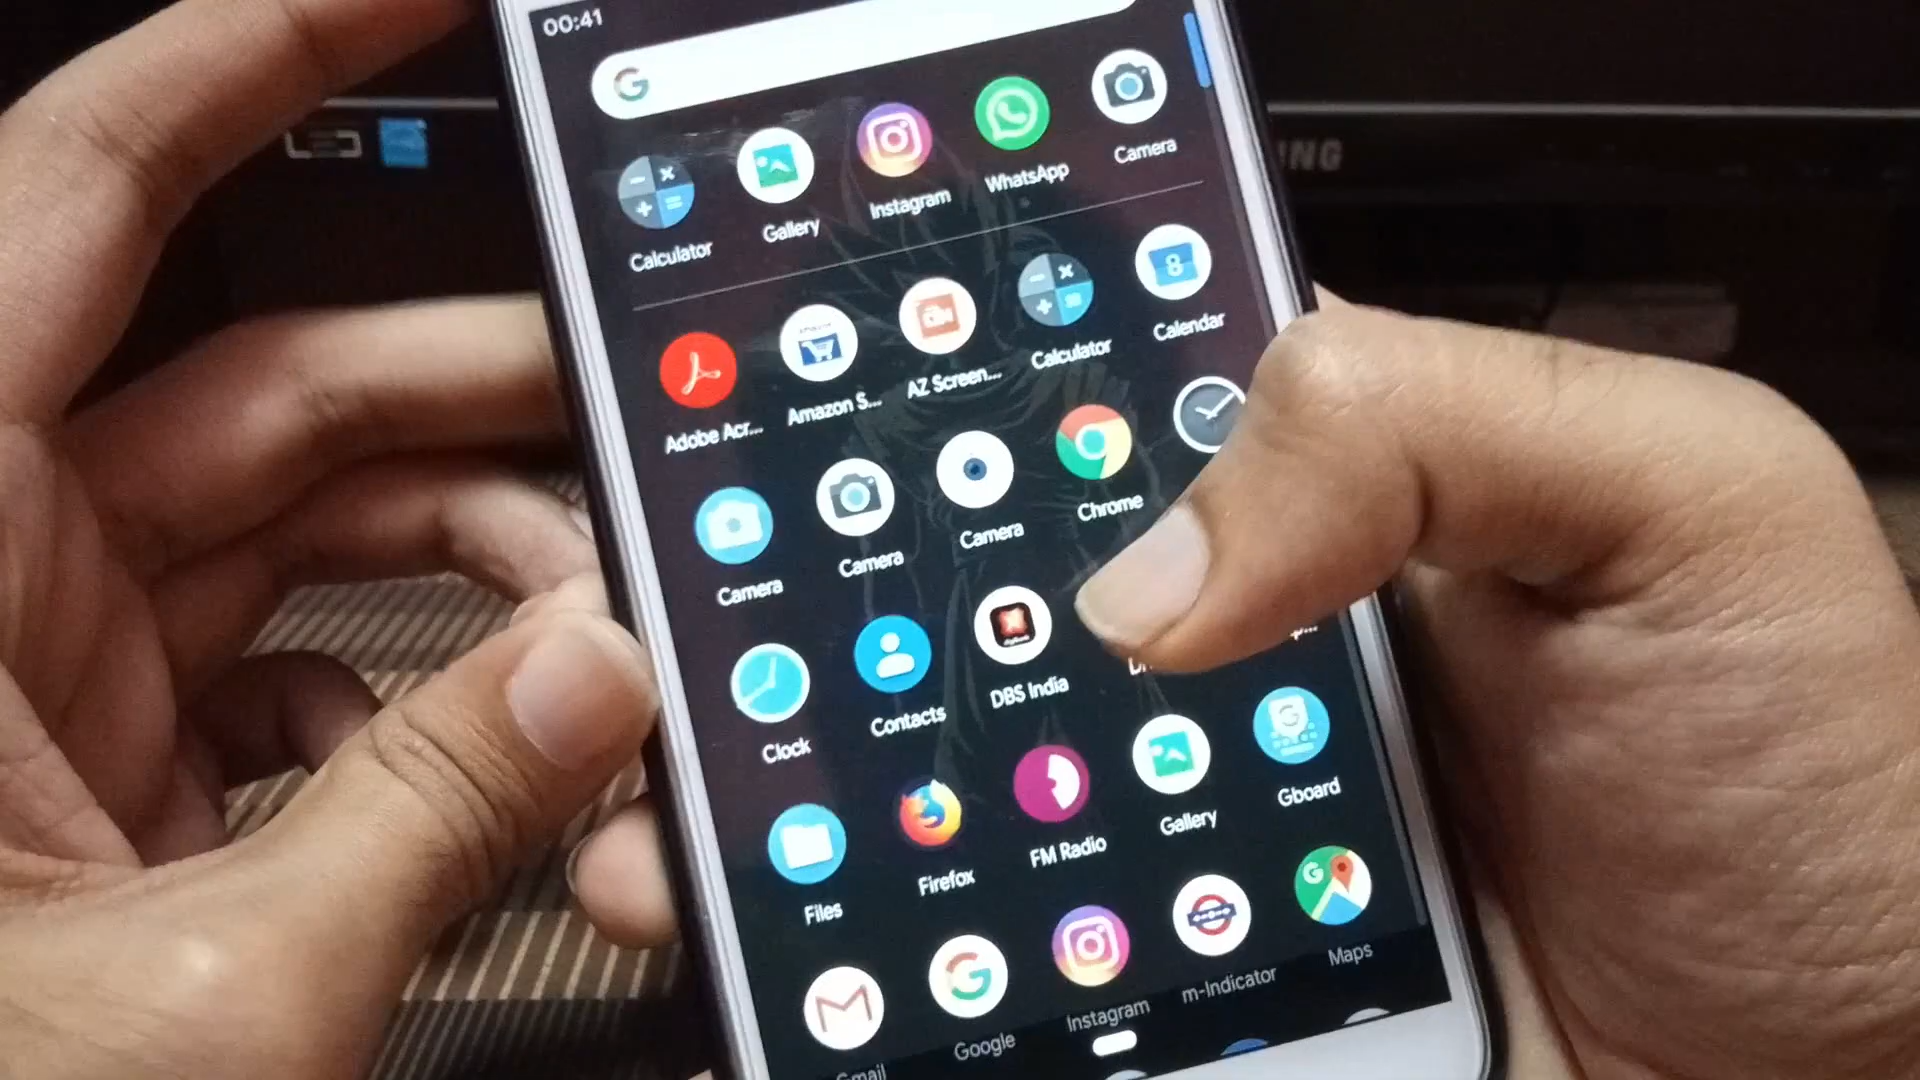 00:41
Calculator
Gallery
Instagram
WhatsApp
Camera
Adobe Acr...
Amazon S...
AZ Screen...
Calculator
Calendar
8
Camera
Camera
Camera
Chrome
Clock
Contacts
DBS India
Files
Firefox
FM Radio
Gallery
Gboard
Gmail
Google
Instagram
m-Indicator
Maps